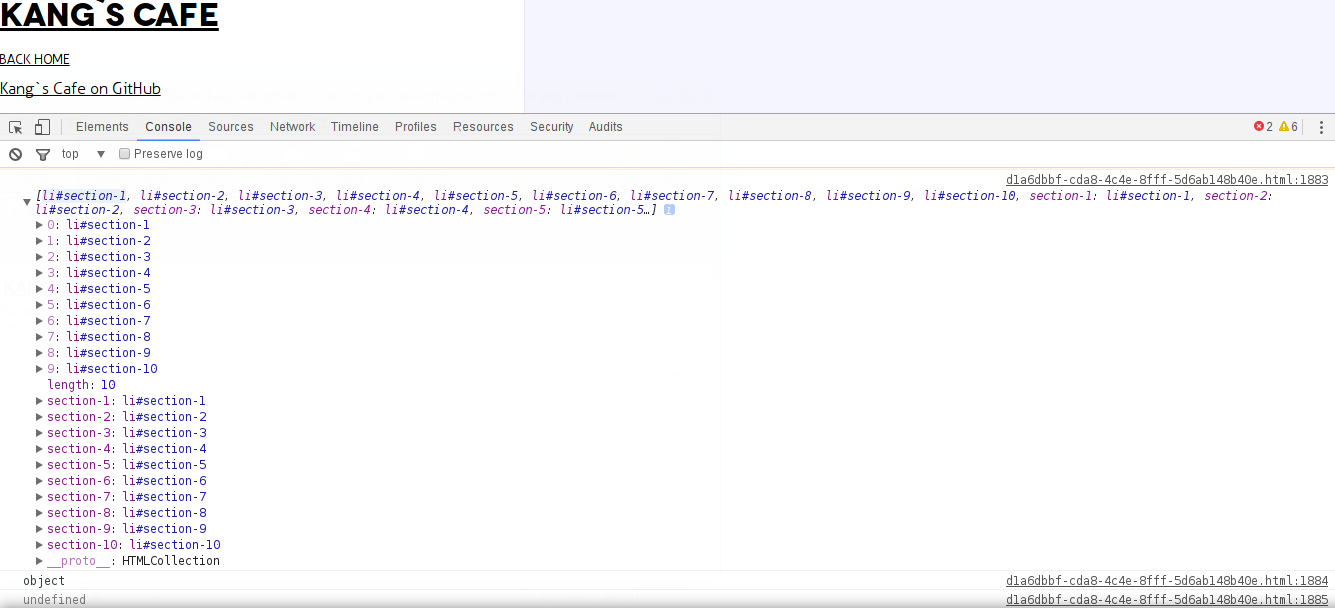 KANG`S CAFE
BACK HOME
Kang`s Cafe on GitHub
Elements Console Sources Network Timeline Profiles Resources Security Audits 2 6
top Preserve log
d1a6dbbf-cda8-4c4e-8fff-5d6ab148b40e.html:1883
[li#section-1, li#section-2, li#section-3, li#section-4, li#section-5, li#section-6, li#section-7, li#section-8, li#section-9, li#section-10, section-1: li#section-1, section-2:
li#section-2, section-3: li#section-3, section-4: li#section-4, section-5: li#section-5…]
0: li#section-1
1: li#section-2
2: li#section-3
3: li#section-4
4: li#section-5
5: li#section-6
6: li#section-7
7: li#section-8
8: li#section-9
9: li#section-10
length: 10
section-1: li#section-1
section-2: li#section-2
section-3: li#section-3
section-4: li#section-4
section-5: li#section-5
section-6: li#section-6
section-7: li#section-7
section-8: li#section-8
section-9: li#section-9
section-10: li#section-10
__proto__: HTMLCollection
object d1a6dbbf-cda8-4c4e-8fff-5d6ab148b40e.html:1884
undefined d1a6dbbf-cda8-4c4e-8fff-5d6ab148b40e.html:1885